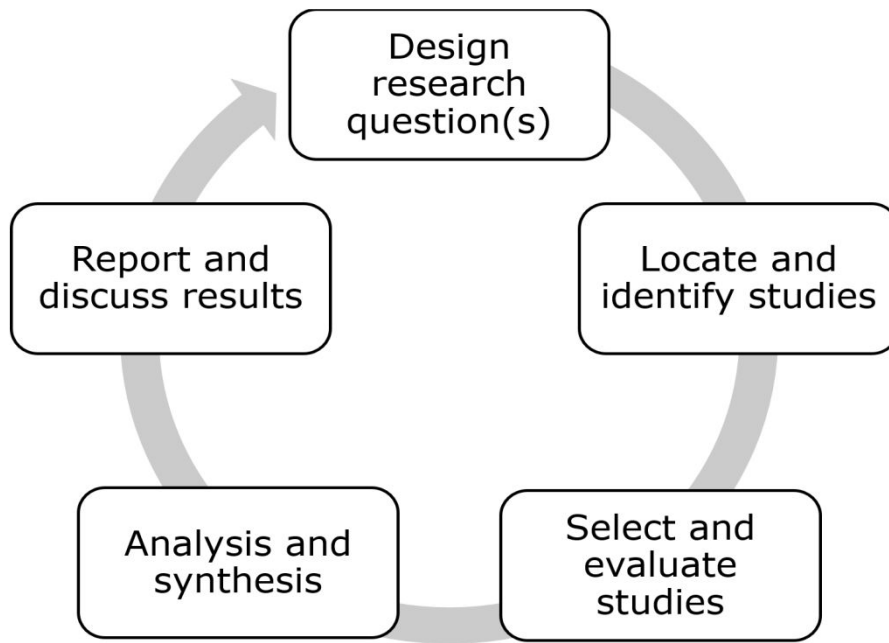 Design
research
question(s)
Locate and
identify studies
Select and
evaluate
studies
Analysis and
synthesis
Report and
discuss results